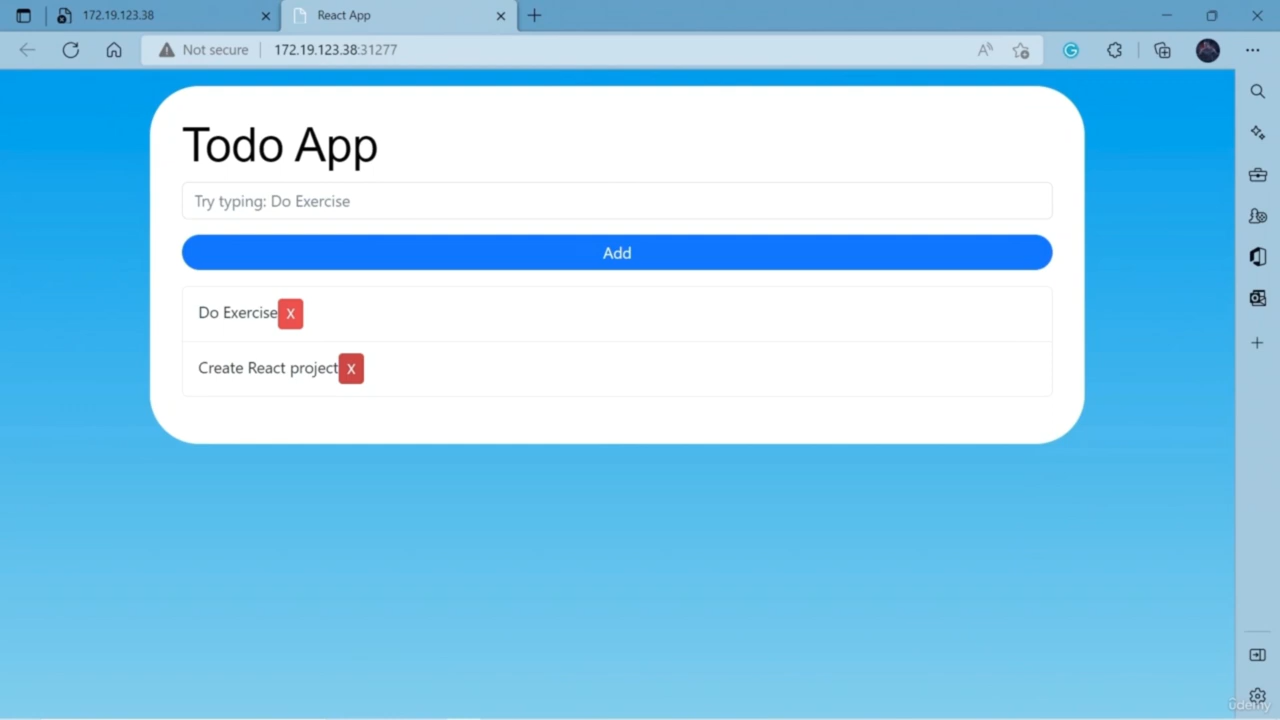 172.19.123.38
React App
Not secure
172.19.123.38:31277
Todo App
Try typing: Do Exercise
Add
Do Exercise X
Create React project X
udemy